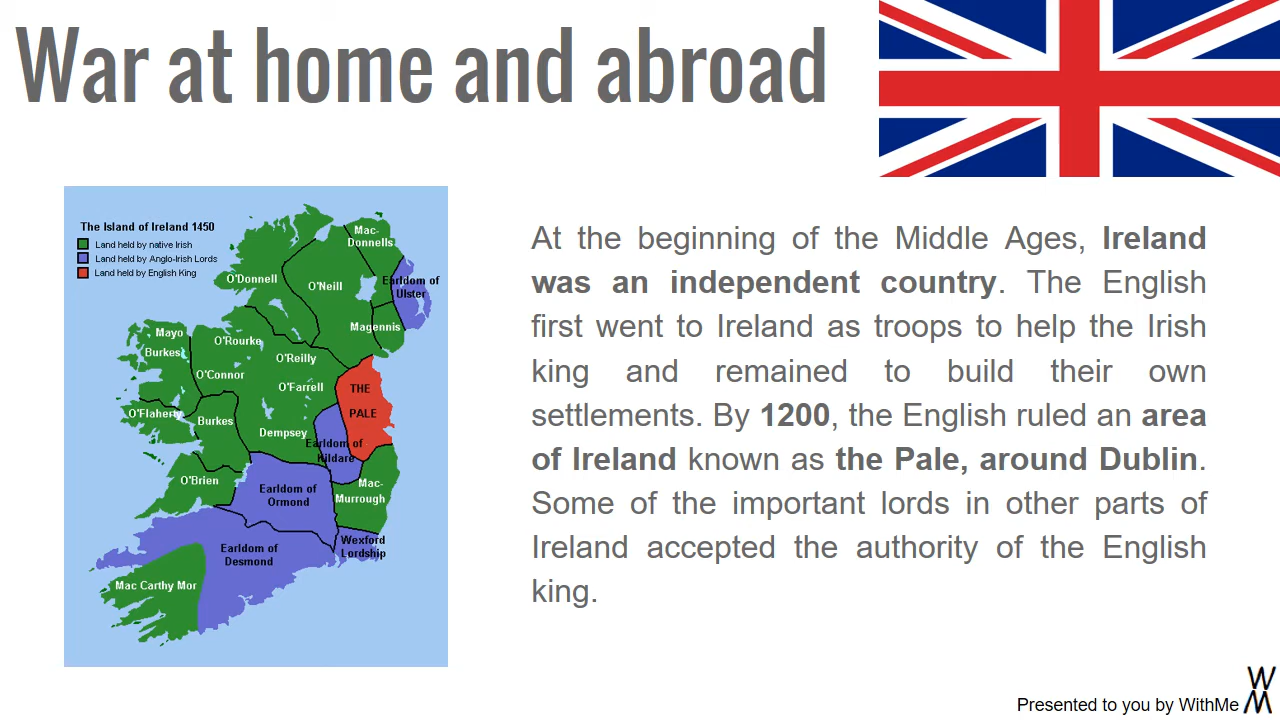 War at home and abroad
The Island of Ireland 1450
Land held by native Irish
Land held by Anglo-Irish Lords
Land held by English King
Mac-
Donnells
O'Donnell
O'Neill
Earldom of
Ulster
Magennis
Mayo
Burkes
O'Rourke
O'Reilly
O'Connor
O'Farrell
THE
PALE
O'Flaherty
Burkes
Dempsey
Earldom of
Kildare
O'Brien
Earldom of
Ormond
Mac-
Murrough
Wexford
Lordship
Earldom of
Desmond
Mac Carthy Mor
At the beginning of the Middle Ages, Ireland
was an independent country. The English
first went to Ireland as troops to help the Irish
king and remained to build their own
settlements. By 1200, the English ruled an area
of Ireland known as the Pale, around Dublin.
Some of the important lords in other parts of
Ireland accepted the authority of the English
king.
Presented to you by WithMe
W
M